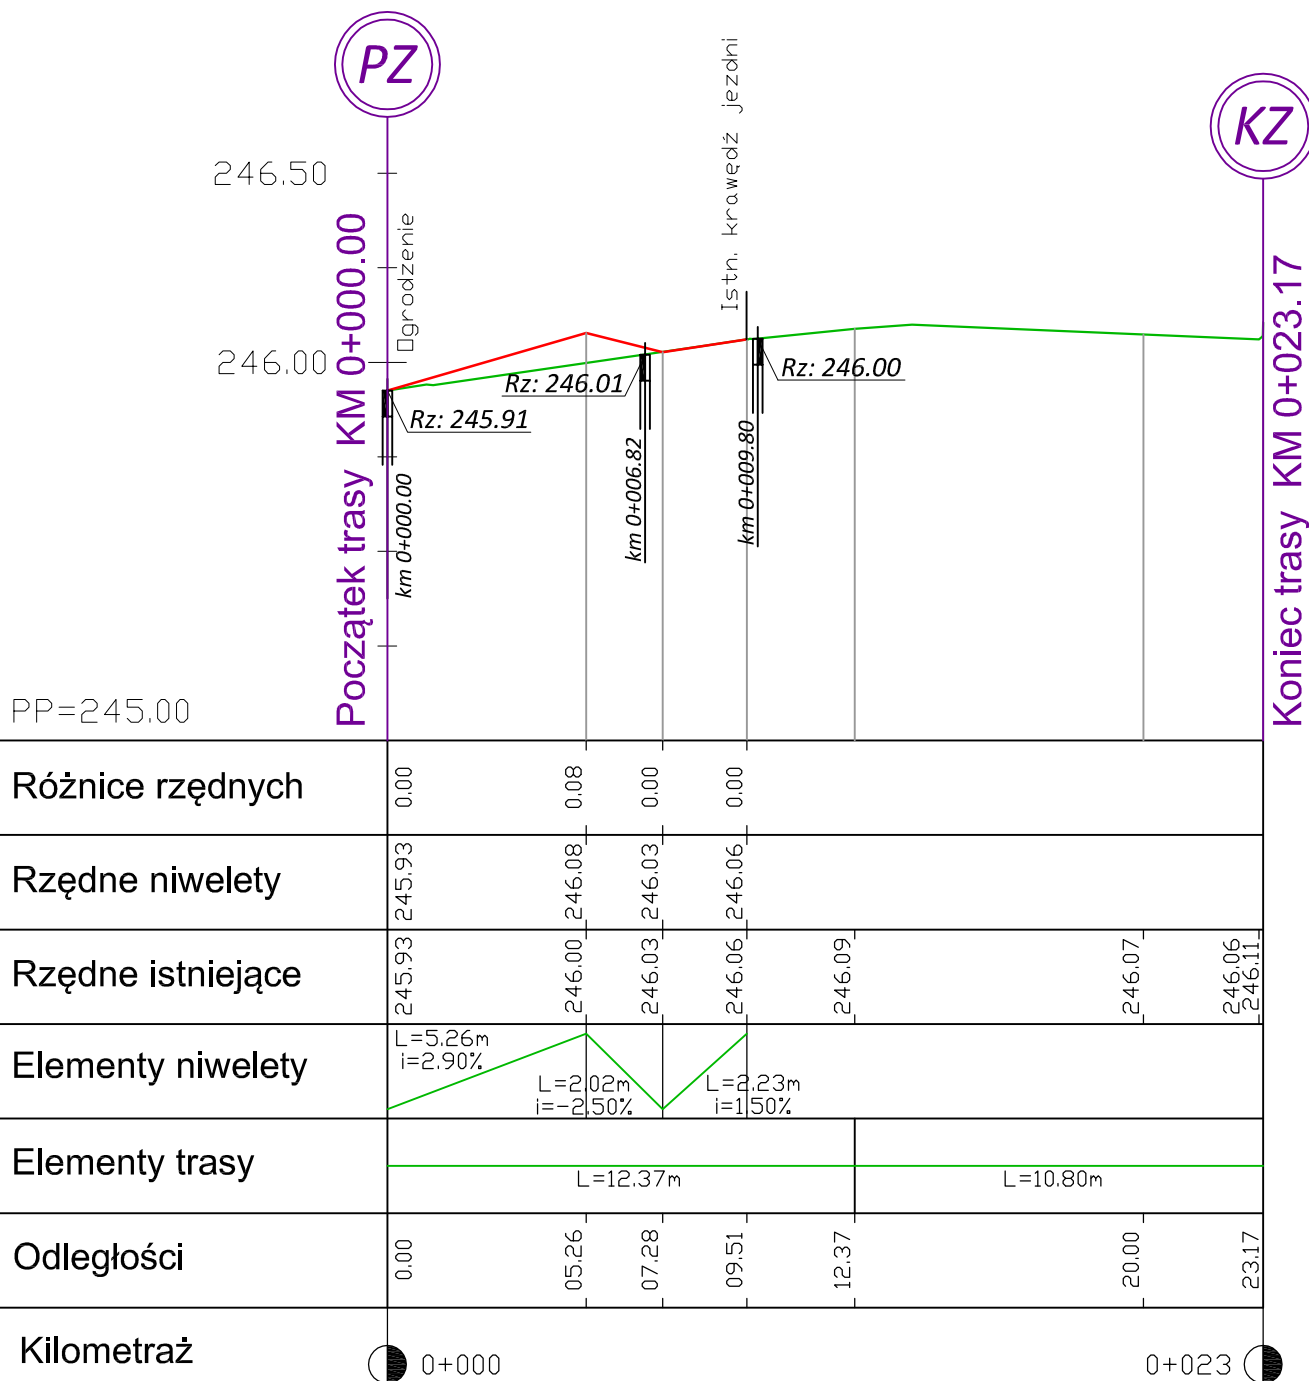 PZ
KZ
246.50
246.00
PP=245.00
Początek trasy KM 0+000.00
Ogrodzenie
Istn. krawędź jezdni
Koniec trasy KM 0+023.17
Rz: 245.91
Rz: 246.01
Rz: 246.00
km 0+000.00
km 0+006.82
km 0+009.80
Różnice rzędnych
0.00
0.08
0.00
0.00
Rzędne niwelety
245.93
246.08
246.03
246.06
Rzędne istniejące
245.93
246.00
246.03
246.06
246.09
246.07
246.06
246.11
Elementy niwelety
L=5.26m
i=2.90%
L=2.02m
i=-2.50%
L=2.23m
i=1.50%
Elementy trasy
L=12.37m
L=10.80m
Odległości
0.00
05.26
07.28
09.51
12.37
20.00
23.17
Kilometraż
0+000
0+023